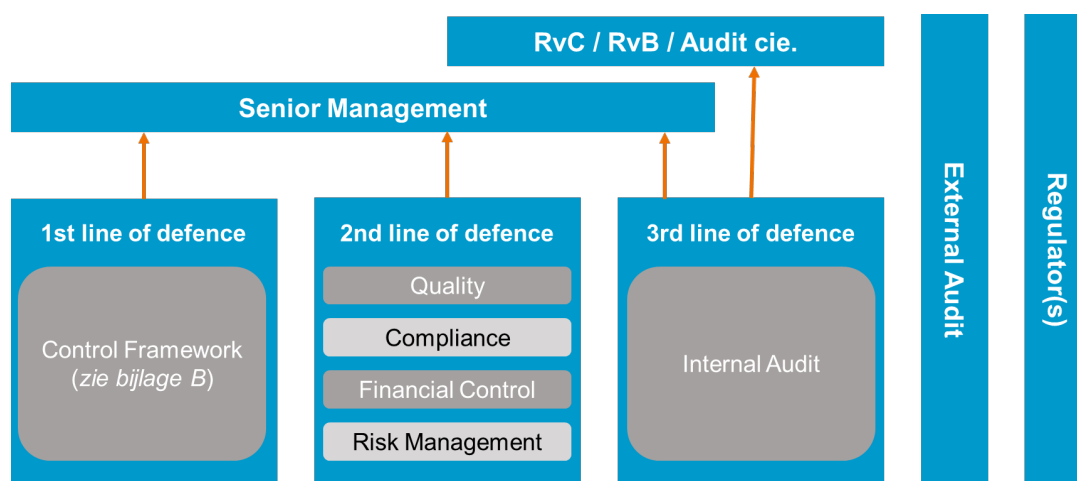 RvC / RvB / Audit cie.
Senior Management
1st line of defence
Control Framework
(zie bijlage B)
2nd line of defence
Quality
Compliance
Financial Control
Risk Management
3rd line of defence
Internal Audit
External Audit
Regulator(s)